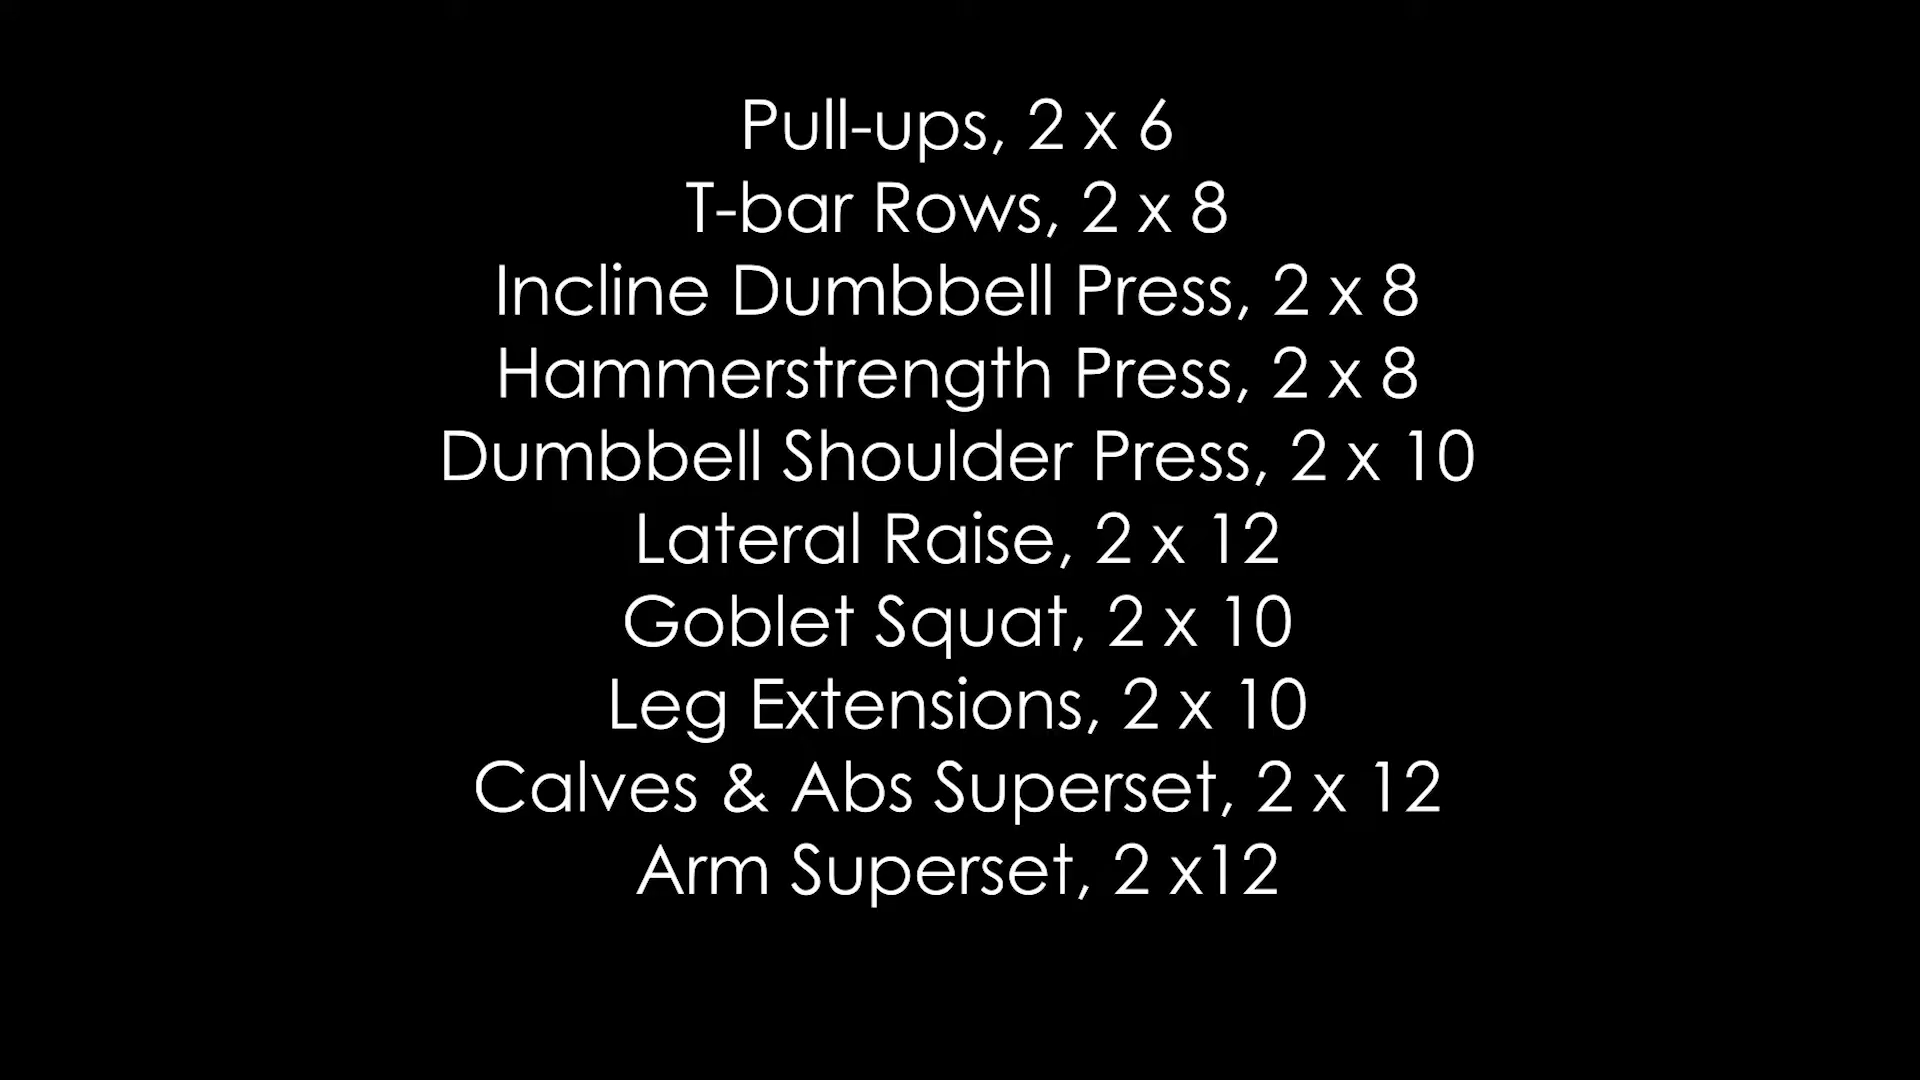 Pull-ups, 2 x 6
T-bar Rows, 2 x 8
Incline Dumbbell Press, 2 x 8
Hammerstrength Press, 2 x 8
Dumbbell Shoulder Press, 2 x 10
Lateral Raise, 2 x 12
Goblet Squat, 2 x 10
Leg Extensions, 2 x 10
Calves & Abs Superset, 2 x 12
Arm Superset, 2 x12